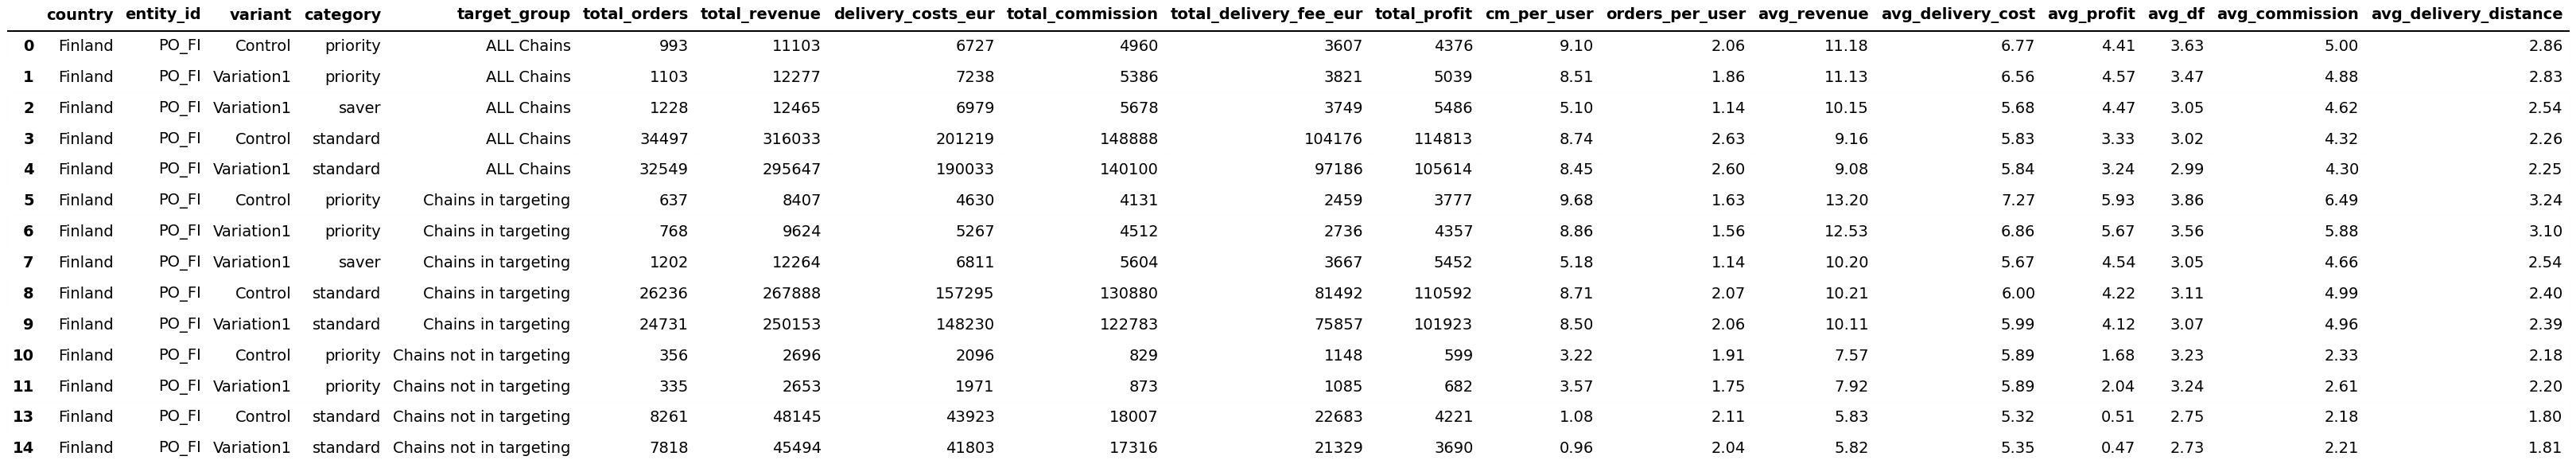 country entity_id variant category target_group total_orders total_revenue delivery_costs_eur total_commission total_delivery_fee_eur total_profit cm_per_user orders_per_user avg_revenue avg_delivery_cost avg_profit avg_df avg_commission avg_delivery_distance
0 Finland PO_FI Control priority ALL Chains 993 11103 6727 4960 3607 4376 9.10 2.06 11.18 6.77 4.41 3.63 5.00 2.86
1 Finland PO_FI Variation1 priority ALL Chains 1103 12277 7238 5386 3821 5039 8.51 1.86 11.13 6.56 4.57 3.47 4.88 2.83
2 Finland PO_FI Variation1 saver ALL Chains 1228 12465 6979 5678 3749 5486 5.10 1.14 10.15 5.68 4.47 3.05 4.62 2.54
3 Finland PO_FI Control standard ALL Chains 34497 316033 201219 148888 104176 114813 8.74 2.63 9.16 5.83 3.33 3.02 4.32 2.26
4 Finland PO_FI Variation1 standard ALL Chains 32549 295647 190033 140100 97186 105614 8.45 2.60 9.08 5.84 3.24 2.99 4.30 2.25
5 Finland PO_FI Control priority Chains in targeting 637 8407 4630 4131 2459 3777 9.68 1.63 13.20 7.27 5.93 3.86 6.49 3.24
6 Finland PO_FI Variation1 priority Chains in targeting 768 9624 5267 4512 2736 4357 8.86 1.56 12.53 6.86 5.67 3.56 5.88 3.10
7 Finland PO_FI Variation1 saver Chains in targeting 1202 12264 6811 5604 3667 5452 5.18 1.14 10.20 5.67 4.54 3.05 4.66 2.54
8 Finland PO_FI Control standard Chains in targeting 26236 267888 157295 130880 81492 110592 8.71 2.07 10.21 6.00 4.22 3.11 4.99 2.40
9 Finland PO_FI Variation1 standard Chains in targeting 24731 250153 148230 122783 75857 101923 8.50 2.06 10.11 5.99 4.12 3.07 4.96 2.39
10 Finland PO_FI Control priority Chains not in targeting 356 2696 2096 829 1148 599 3.22 1.91 7.57 5.89 1.68 3.23 2.33 2.18
11 Finland PO_FI Variation1 priority Chains not in targeting 335 2653 1971 873 1085 682 3.57 1.75 7.92 5.89 2.04 3.24 2.61 2.20
13 Finland PO_FI Control standard Chains not in targeting 8261 48145 43923 18007 22683 4221 1.08 2.11 5.83 5.32 0.51 2.75 2.18 1.80
14 Finland PO_FI Variation1 standard Chains not in targeting 7818 45494 41803 17316 21329 3690 0.96 2.04 5.82 5.35 0.47 2.73 2.21 1.81